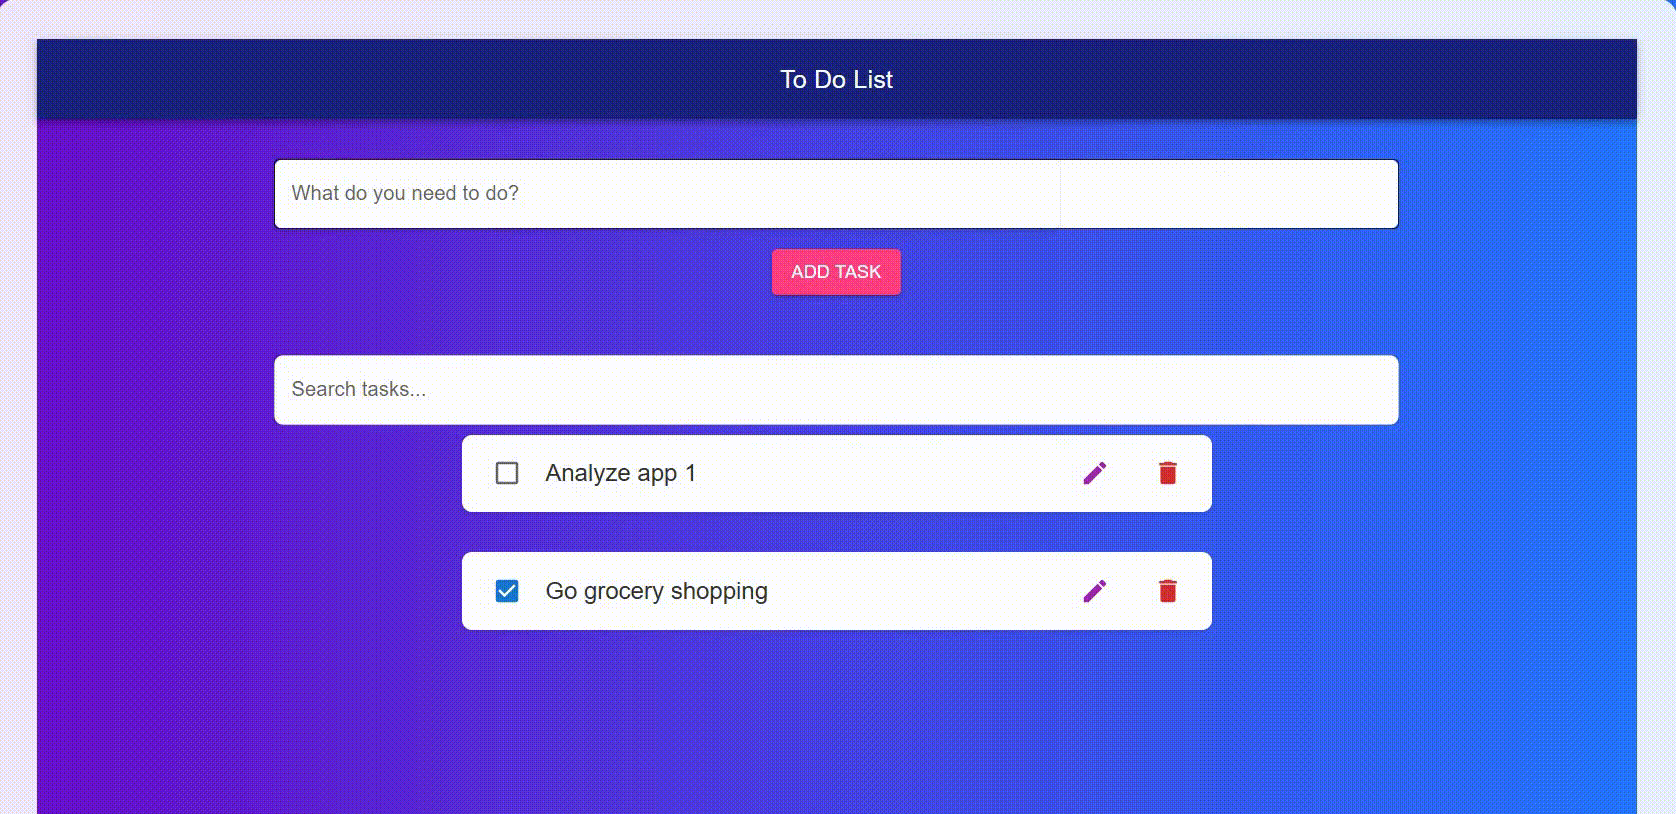 To Do List
What do you need to do?
ADD TASK
Search tasks...
Analyze app 1
Go grocery shopping